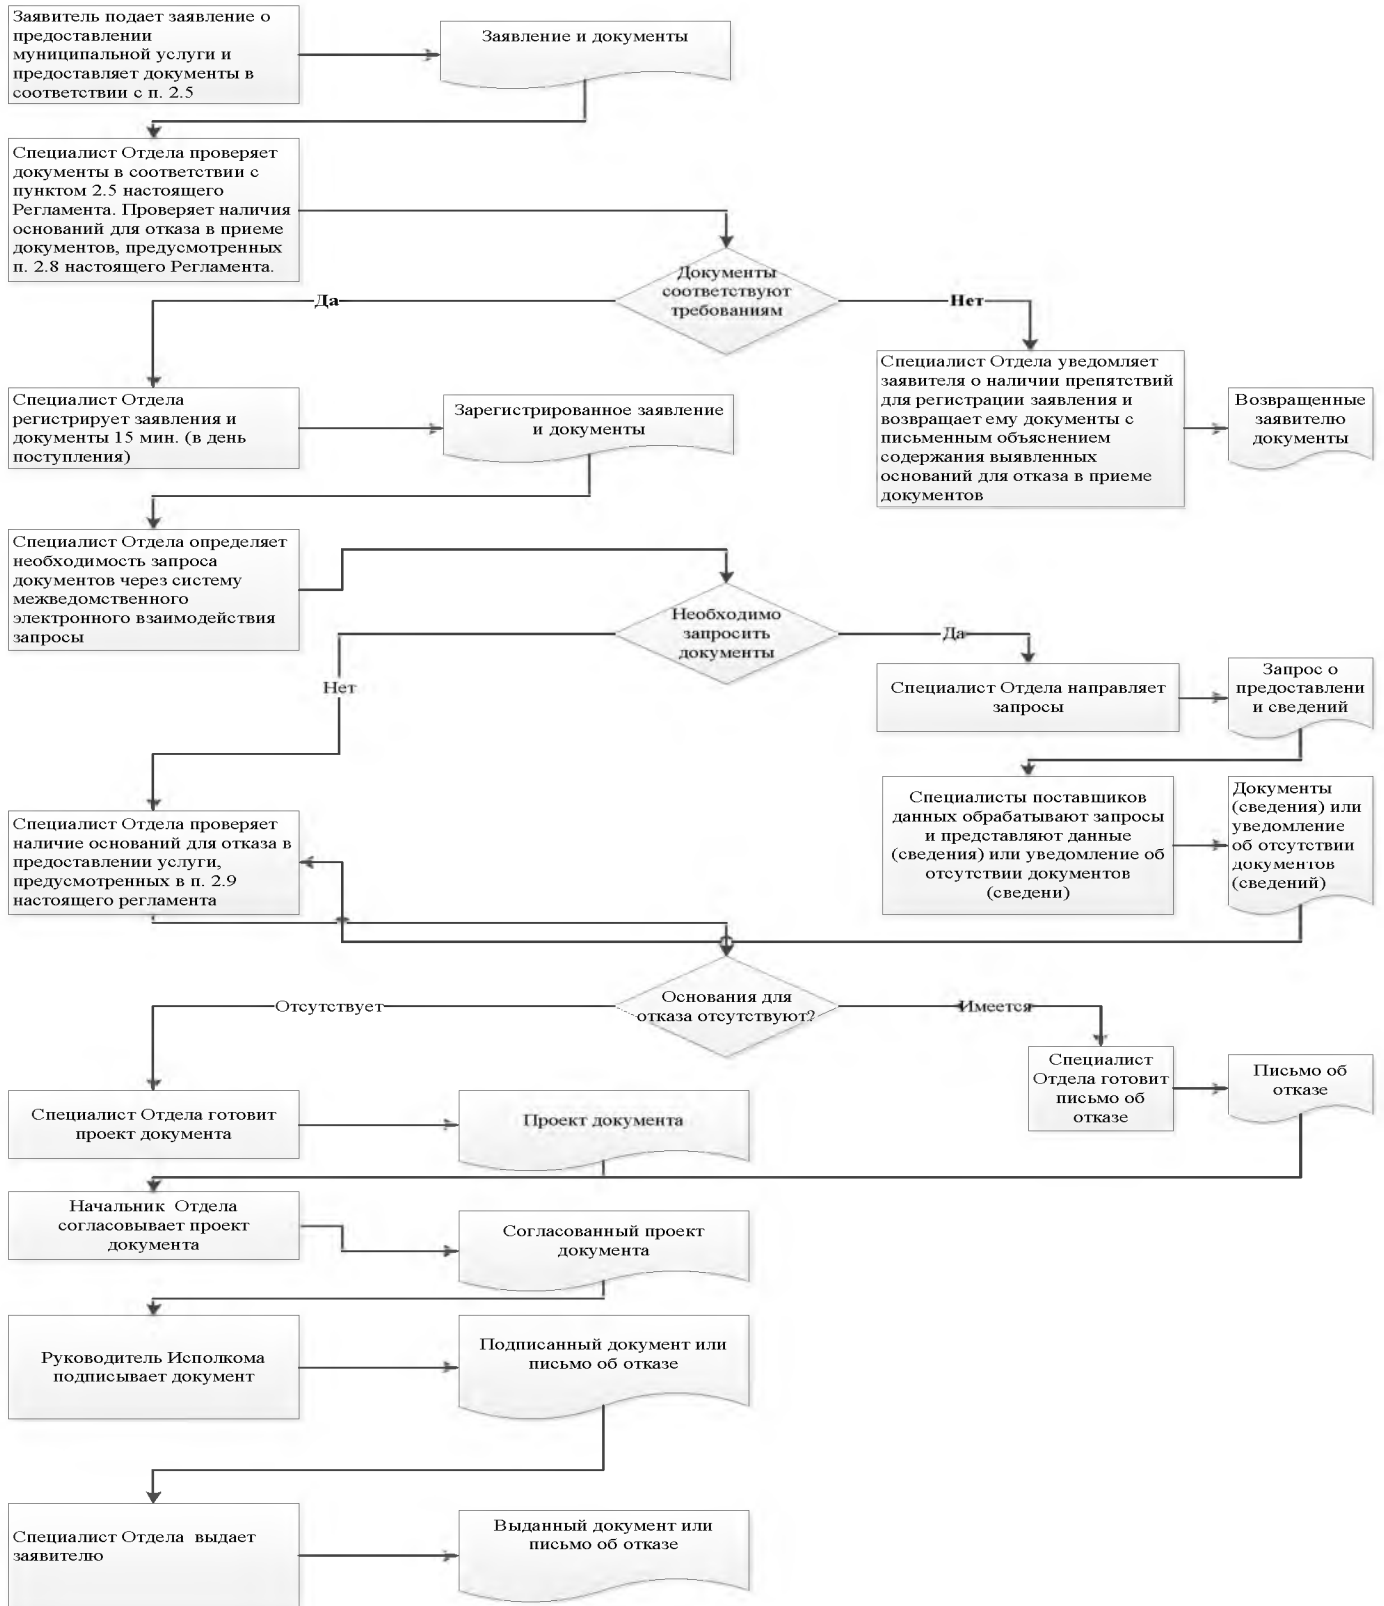 Заявитель подает заявление о
предоставлении
муниципальной услуги и
предоставляет документы в
соответствии с п. 2.5
Заявление и документы
Специалист Отдела проверяет
документы в соответствии с
пунктом 2.5 настоящего
Регламента. Проверяет наличия
оснований для отказа в приеме
документов, предусмотренных
п. 2.8 настоящего Регламента.
Документы
соответствуют
требованиям
Да
Нет
Специалист Отдела
регистрирует заявления и
документы 15 мин. (в день
поступления)
Зарегистрированное заявление
и документы
Специалист Отдела уведомляет
заявителя о наличии препятствий
для регистрации заявления и
возвращает ему документы с
письменным объяснением
содержания выявленных
оснований для отказа в приеме
документов
Возвращенные
заявителю
документы
Специалист Отдела определяет
необходимость запроса
документов через систему
межведомственного
электронного взаимодействия
запросы
Необходимо
запросить
документы
Да
Нет
Специалист Отдела направляет
запросы
Запрос о
предоставлени
и сведений
Специалисты поставщиков
данных обрабатывают запросы
и представляют данные
(сведения) или уведомление об
отсутствии документов
(сведени)
Документы
(сведения) или
уведомление
об отсутствии
документов
(сведений)
Специалист Отдела проверяет
наличие оснований для отказа в
предоставлении услуги,
предусмотренных в п. 2.9
настоящего регламента
Основания для
отказа отсутствуют?
Отсутствует
Имеется
Специалист
Отдела готовит
письмо об
отказе
Письмо об
отказе
Специалист Отдела готовит
проект документа
Проект документа
Начальник  Отдела
согласовывает проект
документа
Согласованный проект
документа
Руководитель Исполкома
подписывает документ
Подписанный документ или
письмо об отказе
Специалист Отдела  выдает
заявителю
Выданный документ или
письмо об отказе